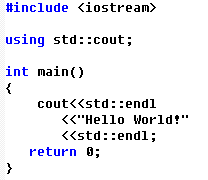 #include <iostream>
using std::cout;
int main()
{
cout<<std::endl
<<"Hello World!"
<<std::endl;
return 0;
}